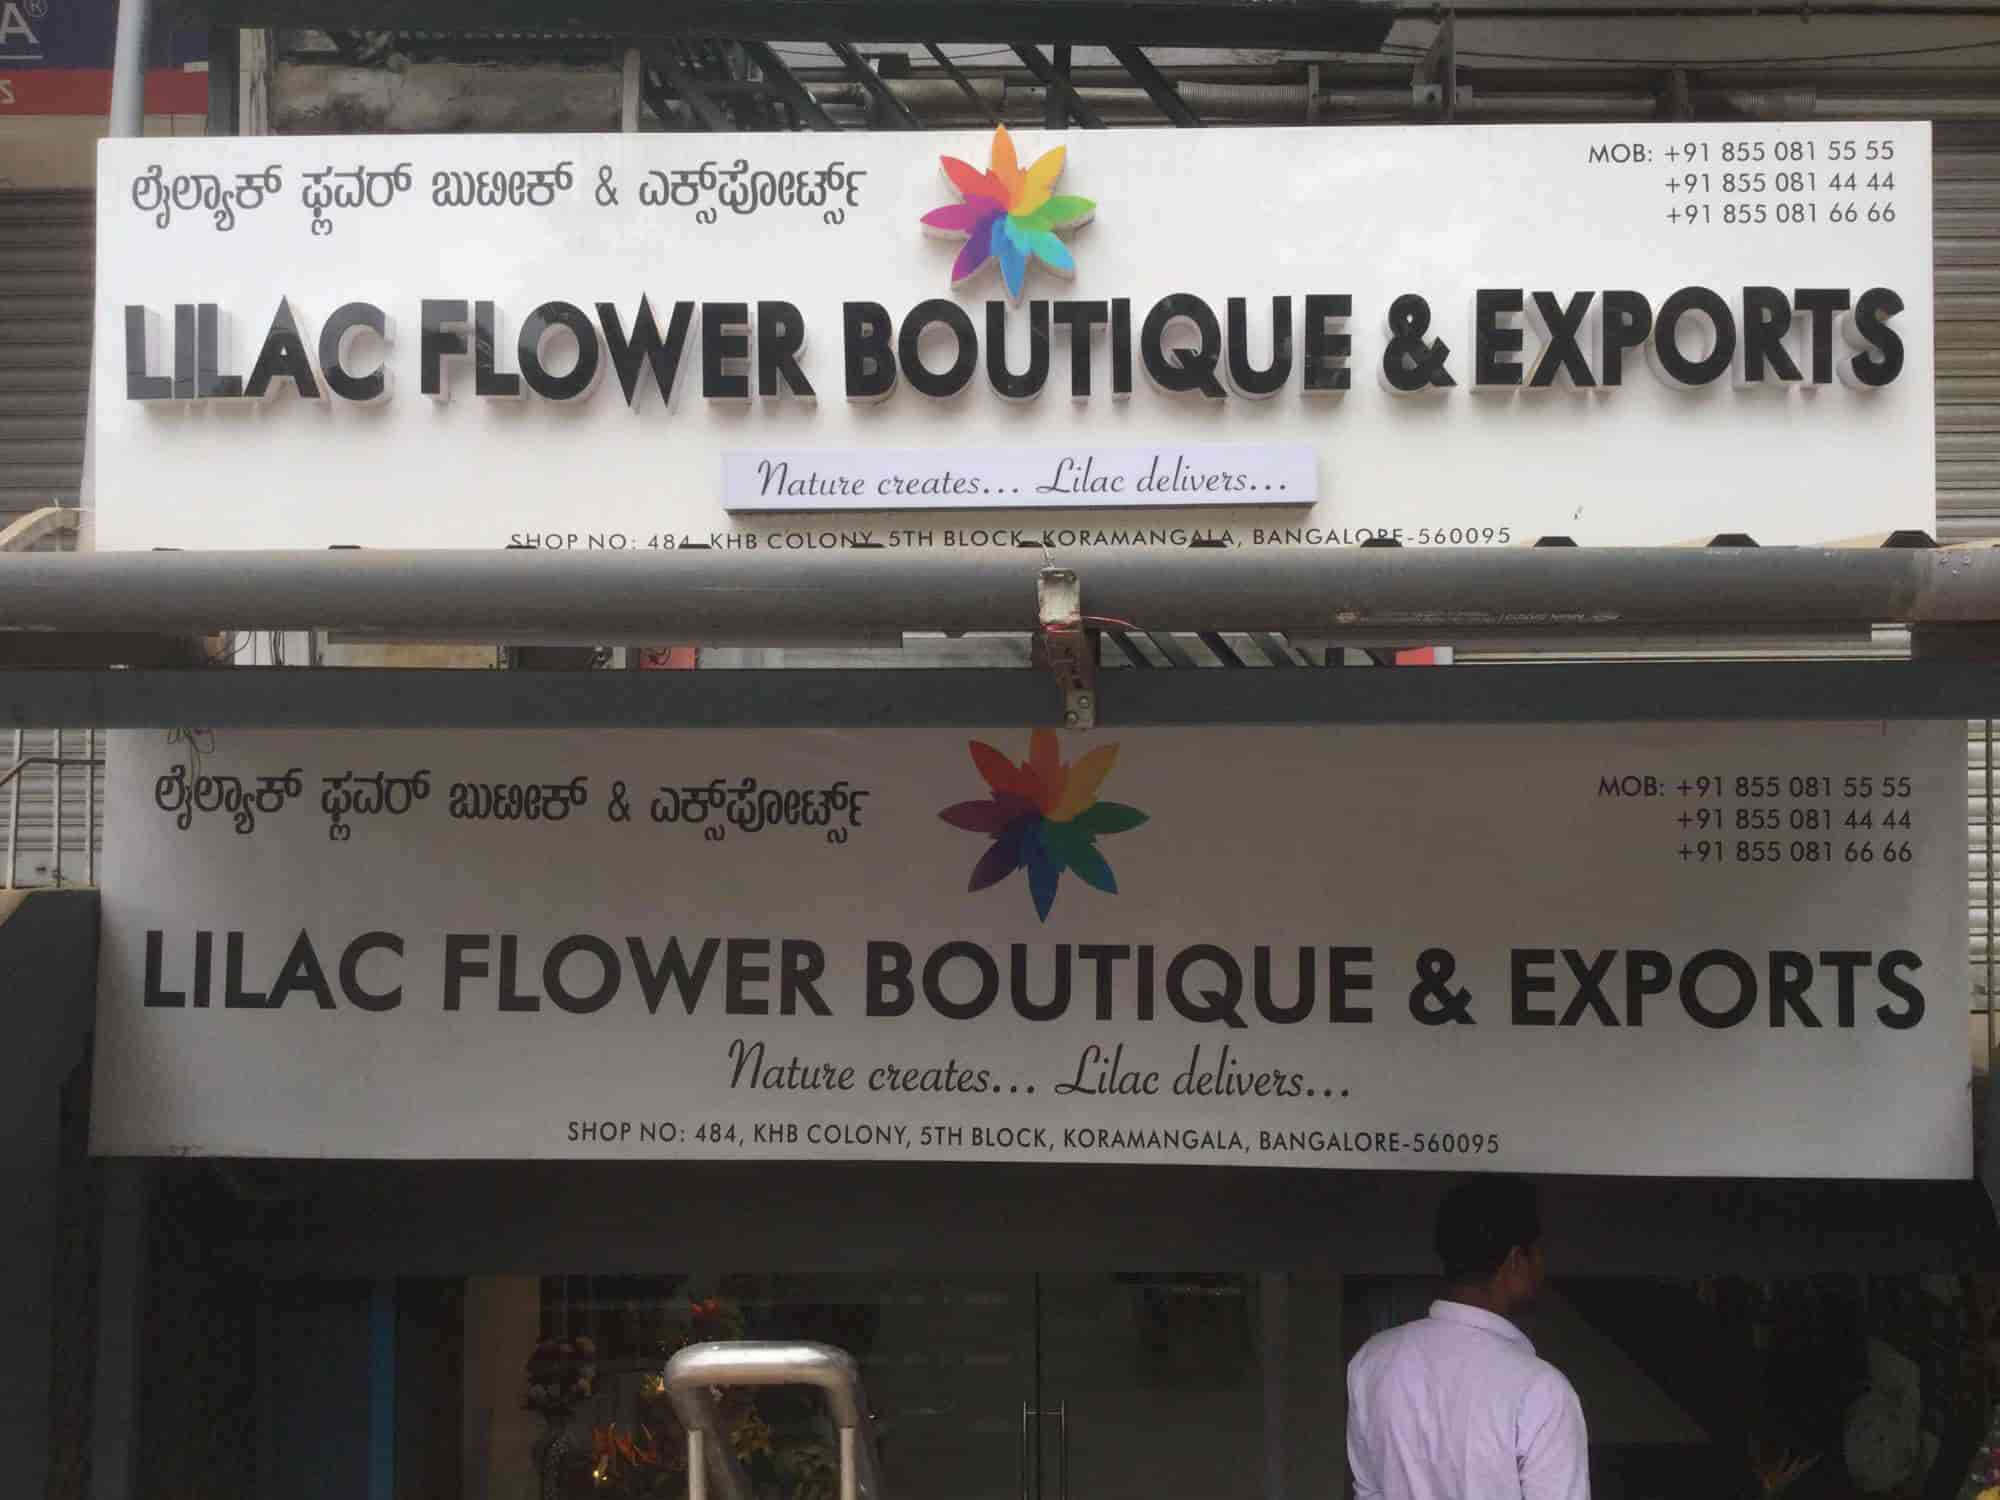 A®
S
ಲೈಲ್ಯಾಕ್ ಫ್ಲವರ್ ಬುಟೀಕ್ & ಎಕ್ಸ್‌ಪೋರ್ಟ್ಸ್
MOB: +91 855 081 55 55
+91 855 081 44 44
+91 855 081 66 66
LILAC FLOWER BOUTIQUE & EXPORTS
Nature creates... Lilac delivers...
SHOP NO: 484, KHB COLONY, 5TH BLOCK, KORAMANGALA, BANGALORE-560095
ಲೈಲ್ಯಾಕ್ ಫ್ಲವರ್ ಬುಟೀಕ್ & ಎಕ್ಸ್‌ಪೋರ್ಟ್ಸ್
MOB: +91 855 081 55 55
+91 855 081 44 44
+91 855 081 66 66
LILAC FLOWER BOUTIQUE & EXPORTS
Nature creates... Lilac delivers...
SHOP NO: 484, KHB COLONY, 5TH BLOCK, KORAMANGALA, BANGALORE-560095